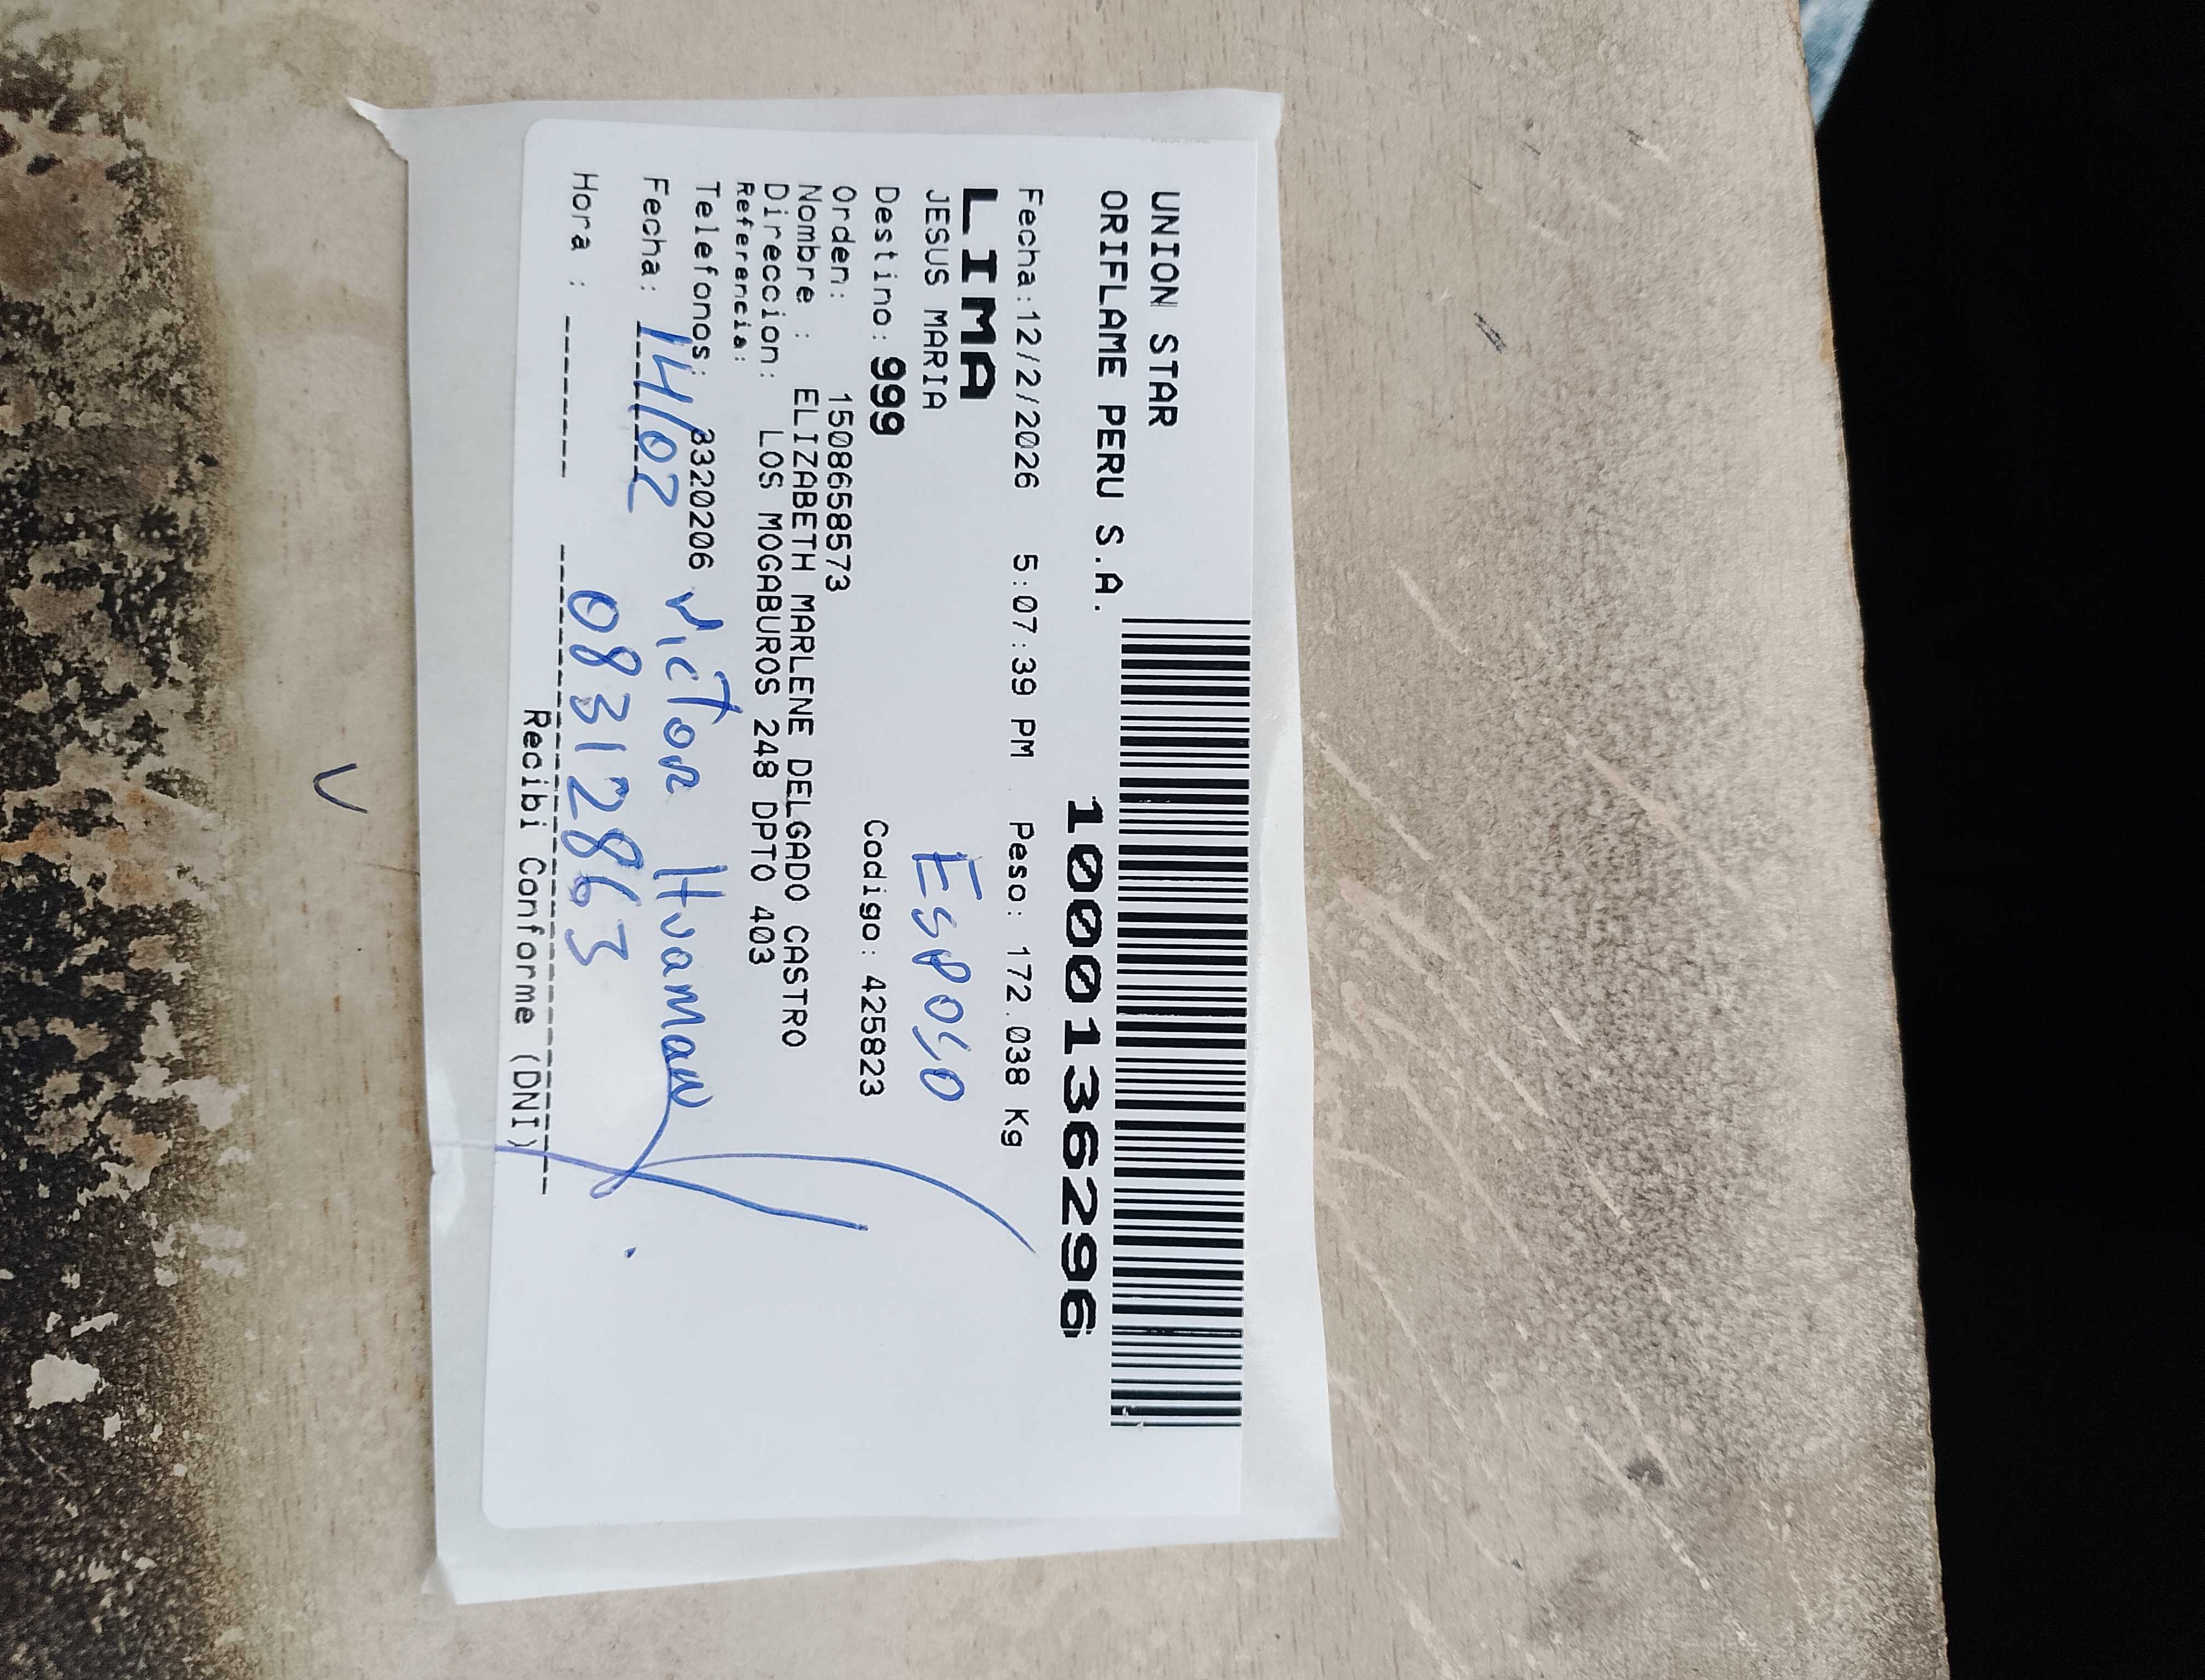 UNION STAR
ORIFLAME PERU S.A.
1000136296
Fecha:12/2/2026 5:07:39 PM Peso: 172.038 Kg
LIMA
JESUS MARIA
Esposo
Destino: 999 Codigo: 425823
Orden: 1508658573
Nombre : ELIZABETH MARLENE DELGADO CASTRO
Direccion: LOS MOGABUROS 248 DPTO 403
Referencia:
Telefonos: 3320206
Fecha: 14/02 Victor Huaman
Hora : 08312863
Recibi Conforme (DNI)